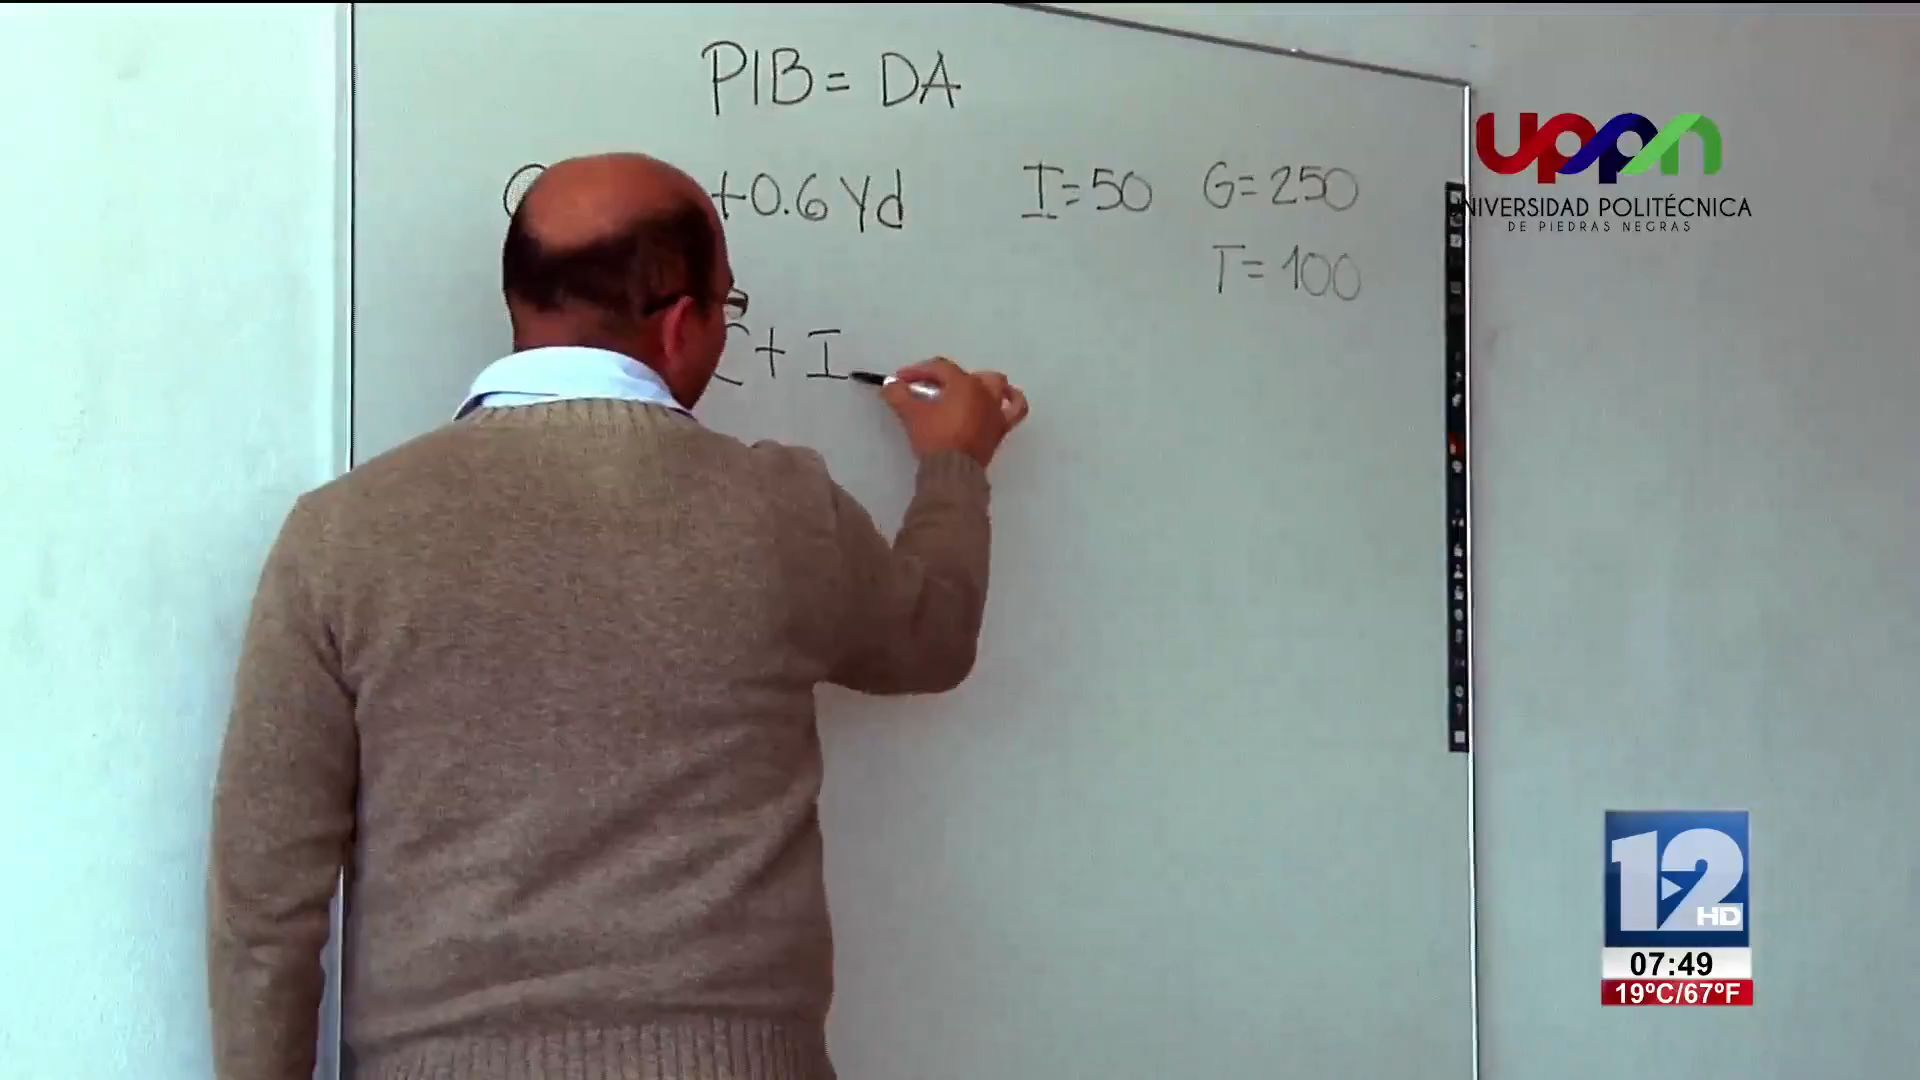 PIB = DA
+0.6 Yd I=50 G=250
T=100
C + I
uppn
UNIVERSIDAD POLITÉCNICA
DE PIEDRAS NEGRAS
12
HD
07:49
19ºC/67ºF